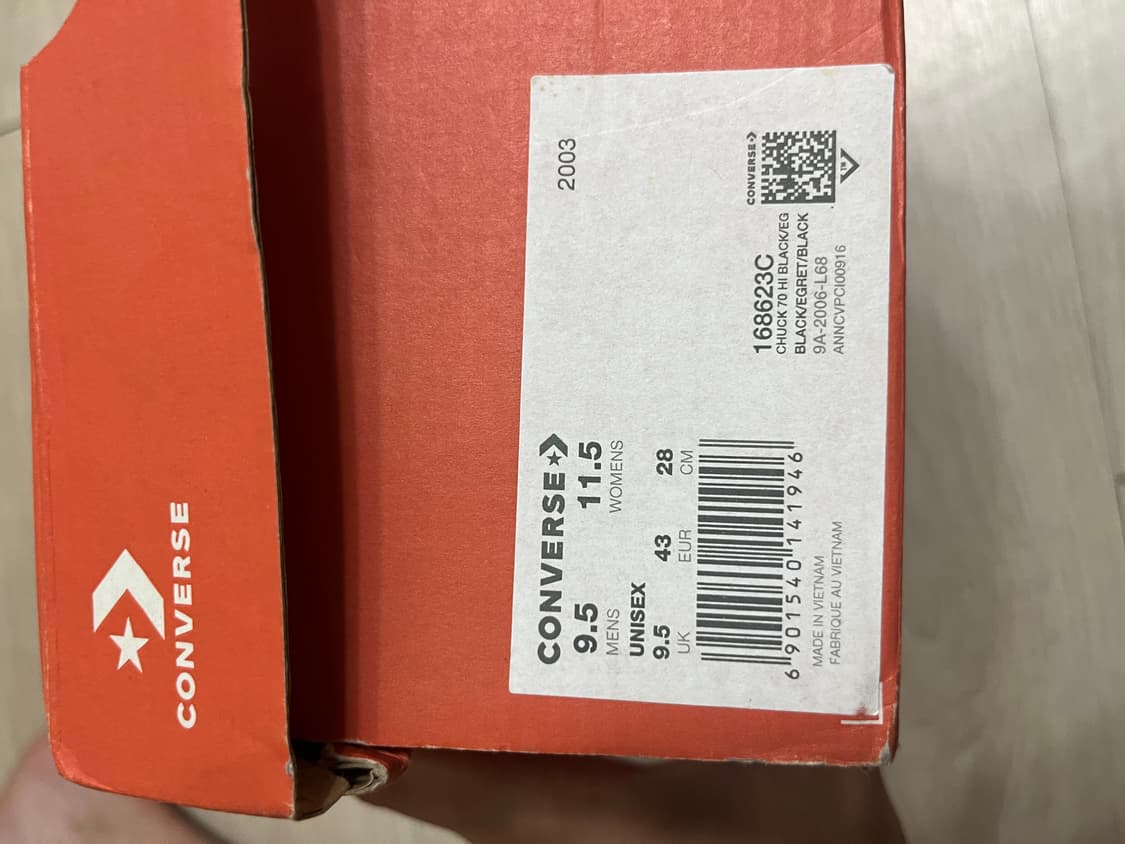 CONVERSE
CONVERSE
9.5 11.5
MENS WOMENS
UNISEX
9.5 43 28
UK EUR CM
6 901540 141946
MADE IN VIETNAM
FABRIQUE AU VIETNAM
2003
168623C
CHUCK 70 HI BLACK/EG
BLACK/EGRET/BLACK
9A-2006-L68
ANNCVPCI00916
CONVERSE